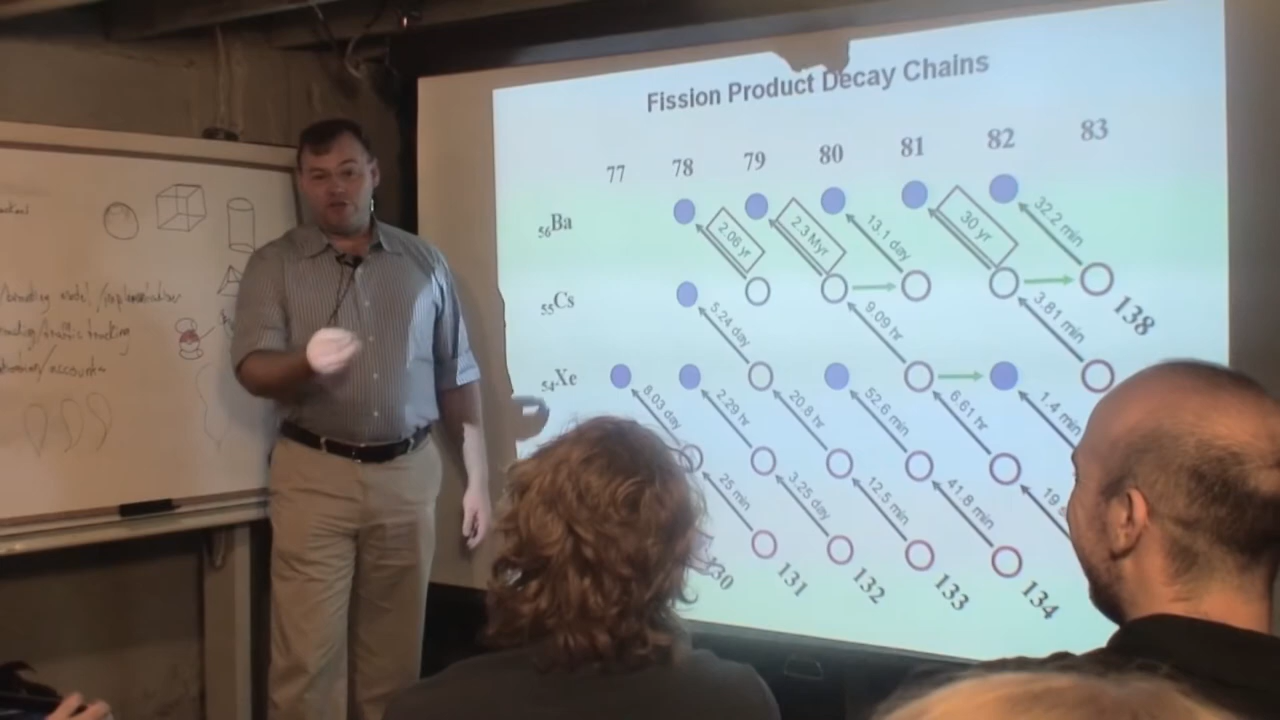 Fission Product Decay Chains
77 78 79 80 81 82 83
56Ba
2.06 yr 2.3 Myr 13.1 day 30 yr 32.2 min
55Cs
5.24 day 9.09 hr 3.81 min 138
54Xe
8.03 day 2.29 hr 20.8 hr 52.6 min 6.61 hr 1.4 min
25 min 3.25 day 12.5 min 41.8 min 19
130 131 132 133 134